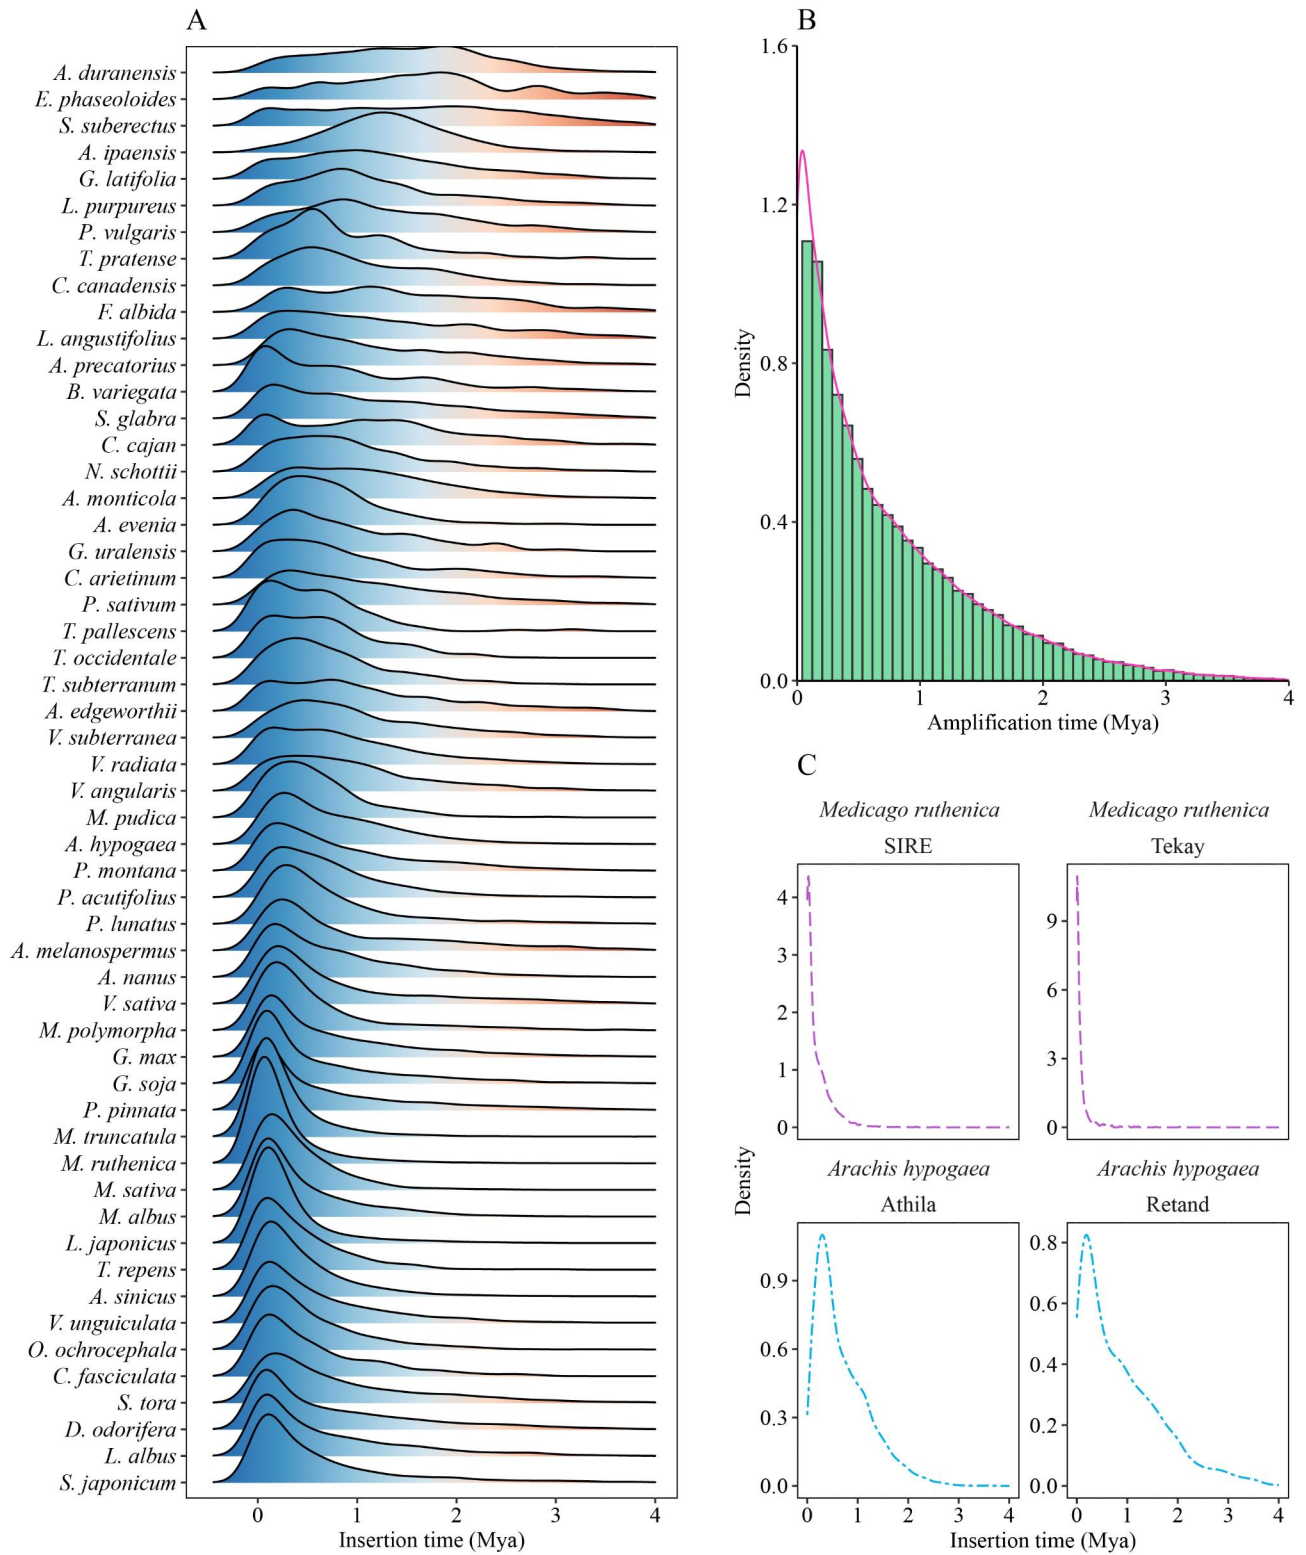 A
A. duranensis
E. phaseoloides
S. suberectus
A. ipaensis
G. latifolia
L. purpureus
P. vulgaris
T. pratense
C. canadensis
F. albida
L. angustifolius
A. precatorius
B. variegata
S. glabra
C. cajan
N. schottii
A. monticola
A. evenia
G. uralensis
C. arietinum
P. sativum
T. pallescens
T. occidentale
T. subterranum
A. edgeworthii
V. subterranea
V. radiata
V. angularis
M. pudica
A. hypogaea
P. montana
P. acutifolius
P. lunatus
A. melanospermus
A. nanus
V. sativa
M. polymorpha
G. max
G. soja
P. pinnata
M. truncatula
M. ruthenica
M. sativa
M. albus
L. japonicus
T. repens
A. sinicus
V. unguiculata
O. ochrocephala
C. fasciculata
S. tora
D. odorifera
L. albus
S. japonicum
0 1 2 3 4
Insertion time (Mya)
B
1.6
1.2
0.8
0.4
0.0
Density
0 1 2 3 4
Amplification time (Mya)
C
Medicago ruthenica
SIRE
4
3
2
1
0
Medicago ruthenica
Tekay
9
6
3
0
Density
Arachis hypogaea
Athila
0.9
0.6
0.3
0.0
0 1 2 3 4
Arachis hypogaea
Retand
0.8
0.6
0.4
0.2
0.0
0 1 2 3 4
Insertion time (Mya)